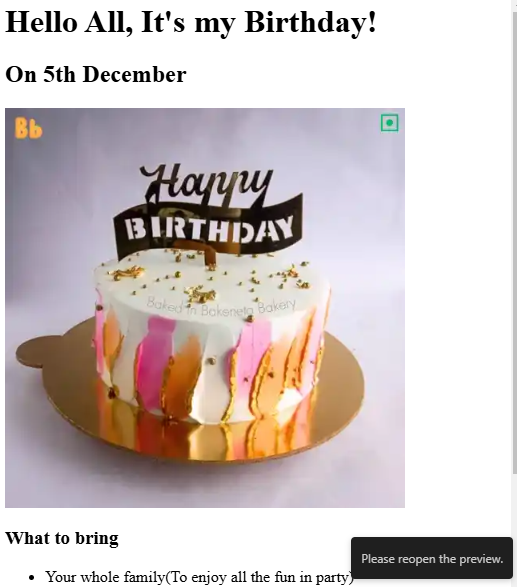 Hello All, It's my Birthday!
On 5th December
Bb
Happy
BIRTHDAY
Baked in Bakeneto Bakery
What to bring
Your whole family(To enjoy all the fun in party)
Please reopen the preview.